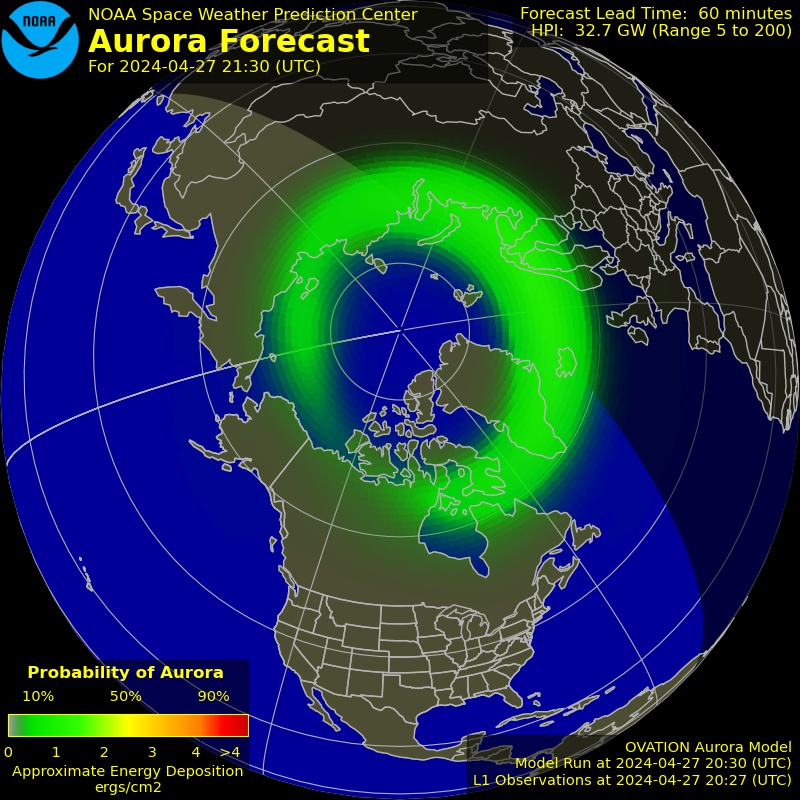 NOAA
NOAA Space Weather Prediction Center
Aurora Forecast
For 2024-04-27 21:30 (UTC)
Forecast Lead Time: 60 minutes
HPI: 32.7 GW (Range 5 to 200)
Probability of Aurora
10% 50% 90%
0 1 2 3 4 >4
Approximate Energy Deposition
ergs/cm2
OVATION Aurora Model
Model Run at 2024-04-27 20:30 (UTC)
L1 Observations at 2024-04-27 20:27 (UTC)